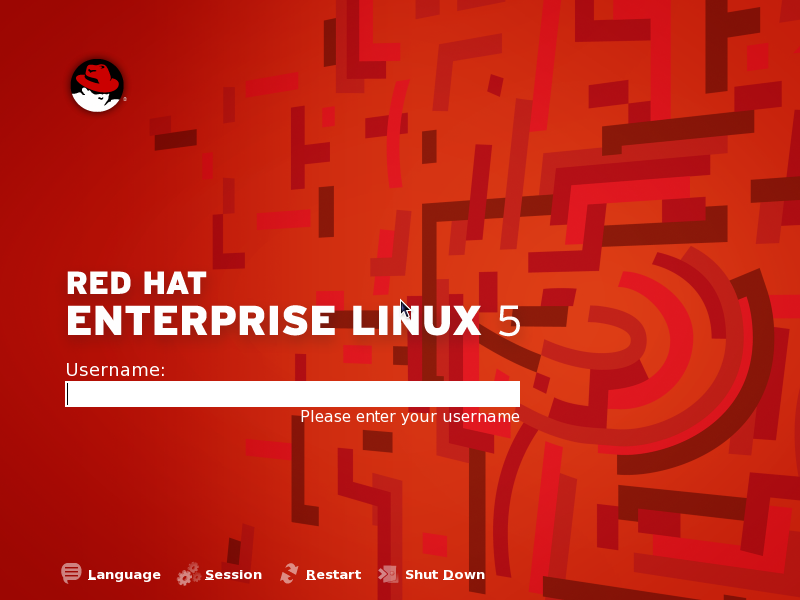 RED HAT
ENTERPRISE LINUX 5
Username:
Please enter your username
Language Session Restart Shut Down